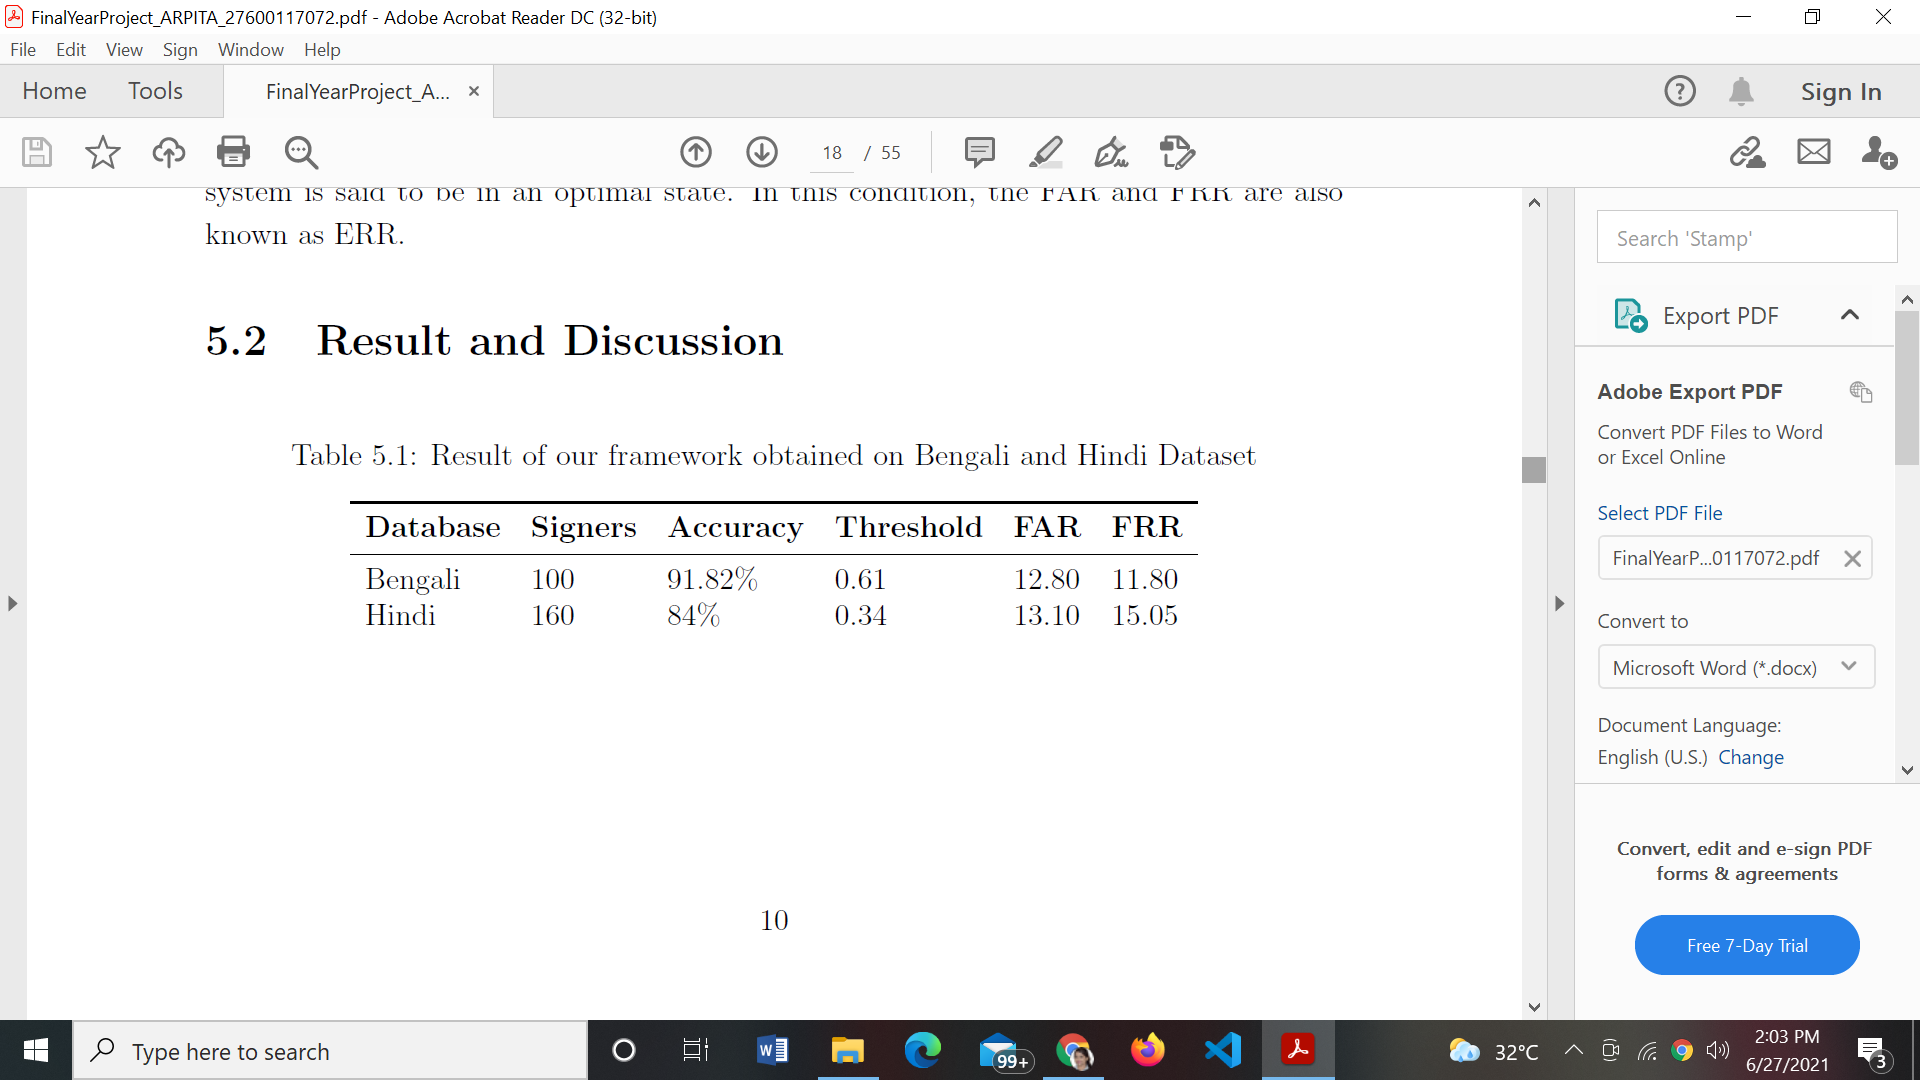 FinalYearProject_ARPITA_27600117072.pdf - Adobe Acrobat Reader DC (32-bit)
File Edit View Sign Window Help
Home Tools FinalYearProject_A... × Sign In
18 / 55
system is said to be in an optimal state. In this condition, the FAR and FRR are also
known as ERR.
5.2 Result and Discussion
Table 5.1: Result of our framework obtained on Bengali and Hindi Dataset
Database Signers Accuracy Threshold FAR FRR
Bengali 100 91.82% 0.61 12.80 11.80
Hindi 160 84% 0.34 13.10 15.05
10
Search 'Stamp'
Export PDF
Adobe Export PDF
Convert PDF Files to Word
or Excel Online
Select PDF File
FinalYearP...0117072.pdf
Convert to
Microsoft Word (*.docx)
Document Language:
English (U.S.) Change
Convert, edit and e-sign PDF
forms & agreements
Free 7-Day Trial
Type here to search
99+
32°C
2:03 PM
6/27/2021
3